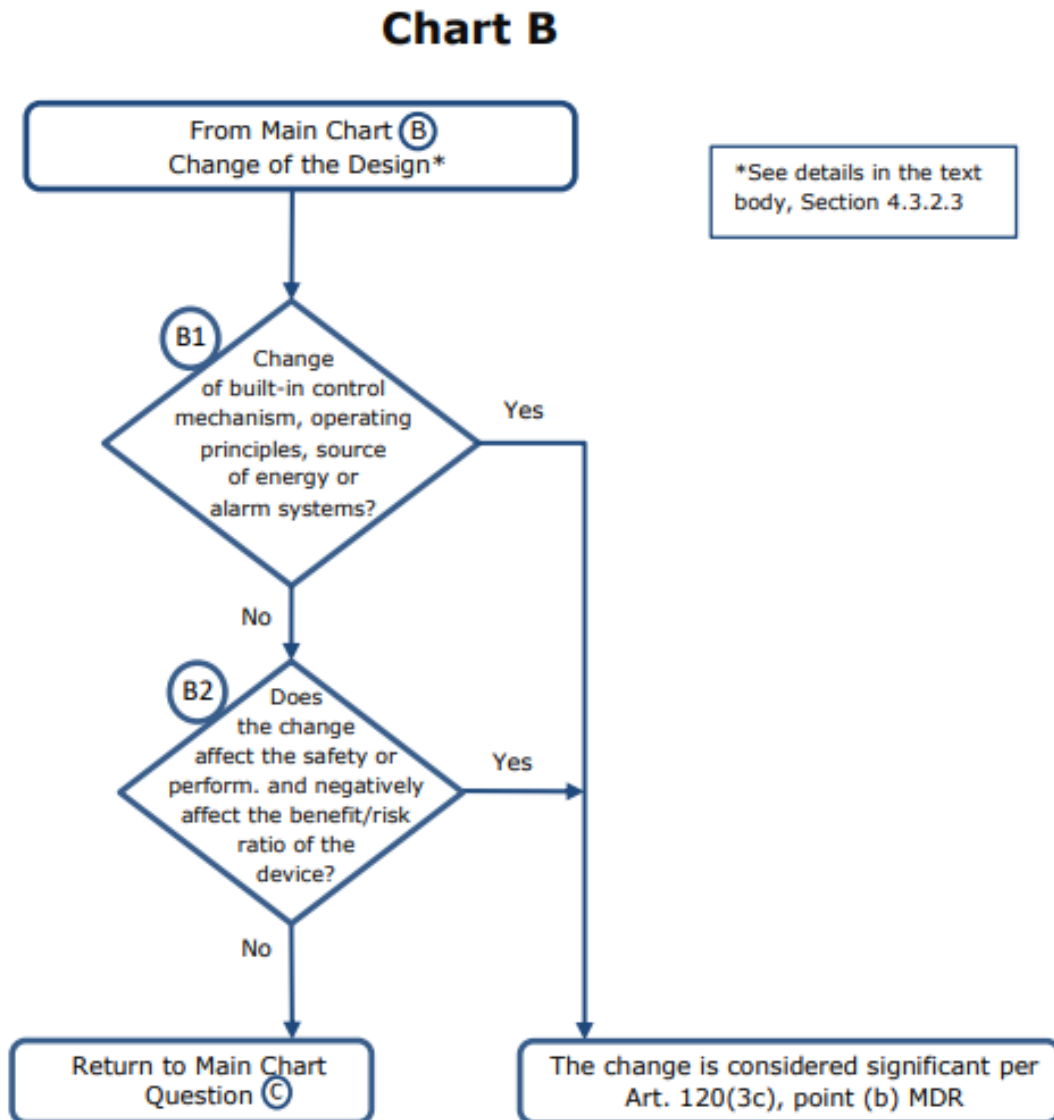 Chart B
From Main Chart B
Change of the Design*
*See details in the text
body, Section 4.3.2.3
B1
Change
of built-in control
mechanism, operating
principles, source
of energy or
alarm systems?
Yes
No
B2
Does
the change
affect the safety or
perform. and negatively
affect the benefit/risk
ratio of the
device?
Yes
No
Return to Main Chart
Question C
The change is considered significant per
Art. 120(3c), point (b) MDR